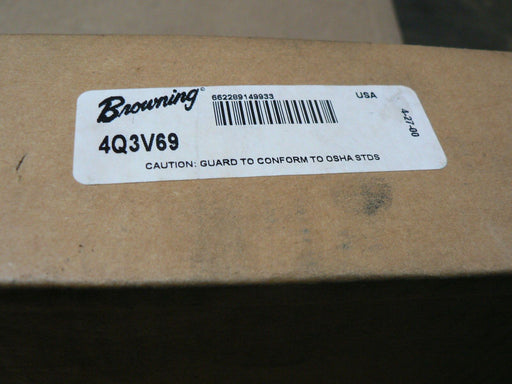 Browning©
662289149933
USA
4-27-00
4Q3V69
CAUTION: GUARD TO CONFORM TO OSHA STDS